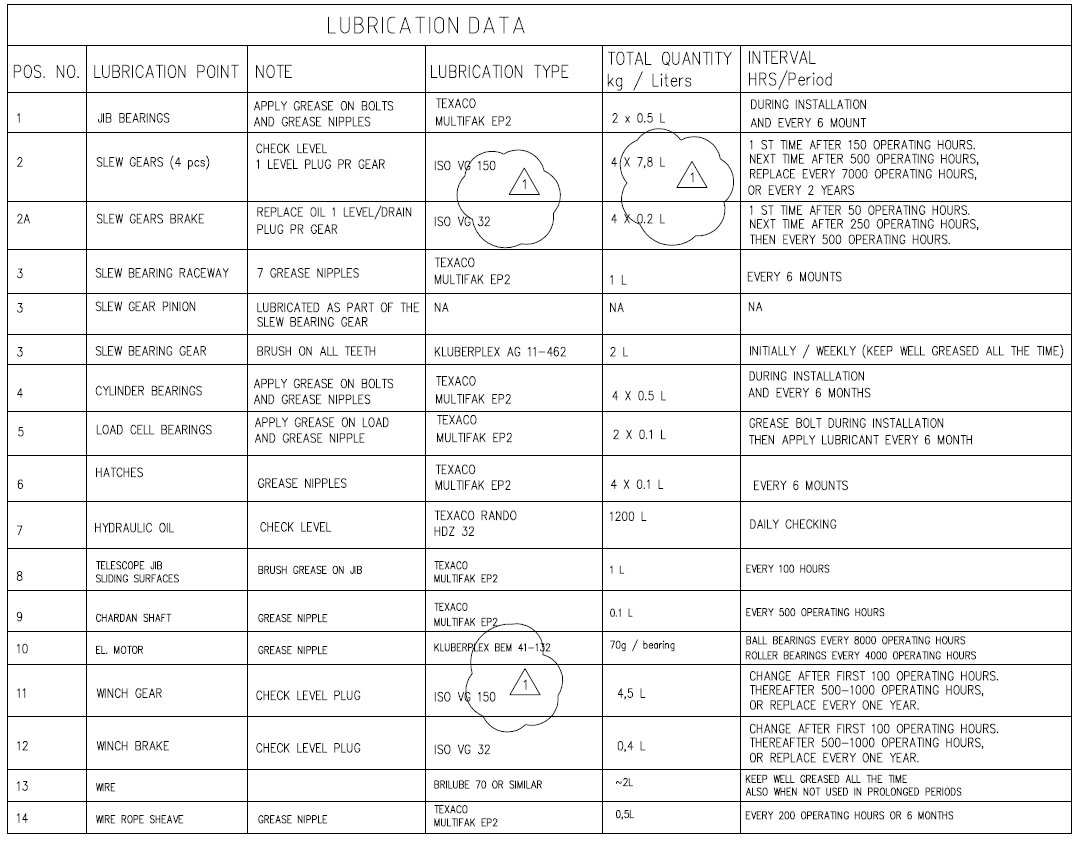 LUBRICATION DATA
POS. NO. LUBRICATION POINT NOTE LUBRICATION TYPE TOTAL QUANTITY kg / Liters INTERVAL HRS/Period
1 JIB BEARINGS APPLY GREASE ON BOLTS AND GREASE NIPPLES TEXACO MULTIFAK EP2 2 x 0.5 L DURING INSTALLATION AND EVERY 6 MOUNT
2 SLEW GEARS (4 pcs) CHECK LEVEL 1 LEVEL PLUG PR GEAR ISO VG 150 1 4 X 7,8 L 1 1 ST TIME AFTER 150 OPERATING HOURS. NEXT TIME AFTER 500 OPERATING HOURS, REPLACE EVERY 7000 OPERATING HOURS, OR EVERY 2 YEARS
2A SLEW GEARS BRAKE REPLACE OIL 1 LEVEL/DRAIN PLUG PR GEAR ISO VG 32 4 X 0.2 L 1 ST TIME AFTER 50 OPERATING HOURS. NEXT TIME AFTER 250 OPERATING HOURS, THEN EVERY 500 OPERATING HOURS.
3 SLEW BEARING RACEWAY 7 GREASE NIPPLES TEXACO MULTIFAK EP2 1 L EVERY 6 MOUNTS
3 SLEW GEAR PINION LUBRICATED AS PART OF THE SLEW BEARING GEAR NA NA NA
3 SLEW BEARING GEAR BRUSH ON ALL TEETH KLUBERPLEX AG 11-462 2 L INITIALLY / WEEKLY (KEEP WELL GREASED ALL THE TIME)
4 CYLINDER BEARINGS APPLY GREASE ON BOLTS AND GREASE NIPPLES TEXACO MULTIFAK EP2 4 X 0.5 L DURING INSTALLATION AND EVERY 6 MONTHS
5 LOAD CELL BEARINGS APPLY GREASE ON LOAD AND GREASE NIPPLE TEXACO MULTIFAK EP2 2 X 0.1 L GREASE BOLT DURING INSTALLATION THEN APPLY LUBRICANT EVERY 6 MONTH
6 HATCHES GREASE NIPPLES TEXACO MULTIFAK EP2 4 X 0.1 L EVERY 6 MOUNTS
7 HYDRAULIC OIL CHECK LEVEL TEXACO RANDO HDZ 32 1200 L DAILY CHECKING
8 TELESCOPE JIB SLIDING SURFACES BRUSH GREASE ON JIB TEXACO MULTIFAK EP2 1 L EVERY 100 HOURS
9 CHARDAN SHAFT GREASE NIPPLE TEXACO MULTIFAK EP2 0.1 L EVERY 500 OPERATING HOURS
10 EL. MOTOR GREASE NIPPLE KLUBERPLEX BEM 41-132 70g / bearing BALL BEARINGS EVERY 8000 OPERATING HOURS ROLLER BEARINGS EVERY 4000 OPERATING HOURS
11 WINCH GEAR CHECK LEVEL PLUG ISO VG 150 1 4,5 L CHANGE AFTER FIRST 100 OPERATING HOURS. THEREAFTER 500-1000 OPERATING HOURS, OR REPLACE EVERY ONE YEAR.
12 WINCH BRAKE CHECK LEVEL PLUG ISO VG 32 0,4 L CHANGE AFTER FIRST 100 OPERATING HOURS. THEREAFTER 500-1000 OPERATING HOURS, OR REPLACE EVERY ONE YEAR.
13 WIRE BRILUBE 70 OR SIMILAR ~2L KEEP WELL GREASED ALL THE TIME ALSO WHEN NOT USED IN PROLONGED PERIODS
14 WIRE ROPE SHEAVE GREASE NIPPLE TEXACO MULTIFAK EP2 0,5L EVERY 200 OPERATING HOURS OR 6 MONTHS